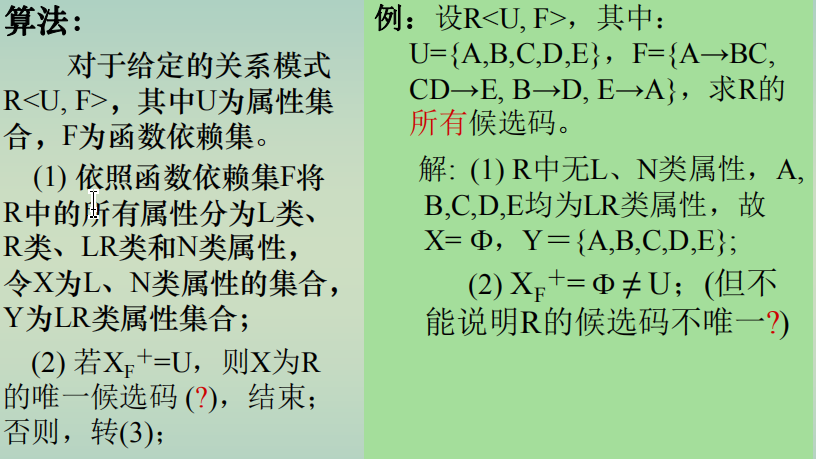 算法:
对于给定的关系模式
R<U, F>，其中U为属性集
合，F为函数依赖集。
(1) 依照函数依赖集F将
R中的所有属性分为L类、
R类、LR类和N类属性，
令X为L、N类属性的集合，
Y为LR类属性集合；
(2) 若X_F⁺=U，则X为R
的唯一候选码 (?)，结束；
否则，转(3)；
例：设R<U, F>，其中：
U={A,B,C,D,E}，F={A→BC,
CD→E, B→D, E→A}，求R的
所有候选码。
解: (1) R中无L、N类属性，A,
B,C,D,E均为LR类属性，故
X= Φ，Y＝{A,B,C,D,E};
(2) X_F⁺= Φ ≠ U；(但不
能说明R的候选码不唯一?)